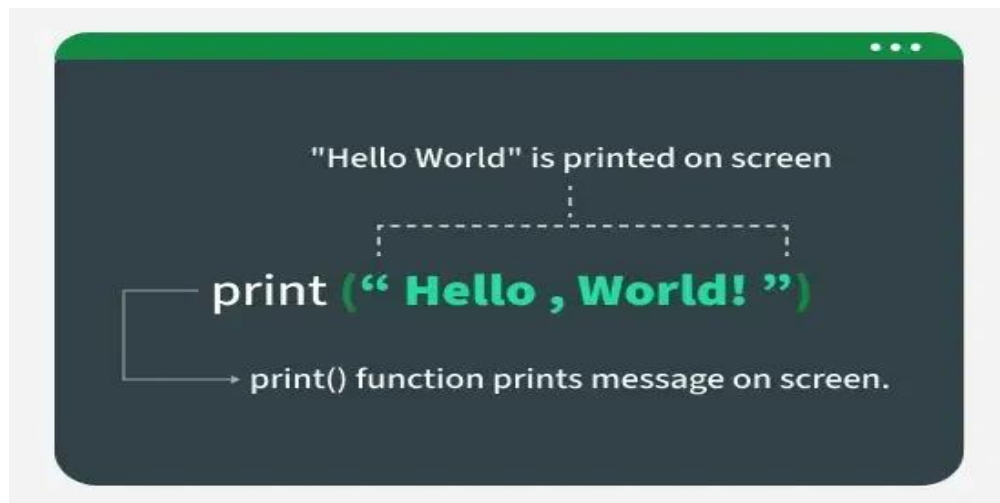 "Hello World" is printed on screen
print (“ Hello , World! ”)
print() function prints message on screen.